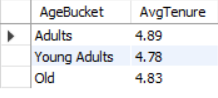 AgeBucket AvgTenure
Adults 4.89
Young Adults 4.78
Old 4.83